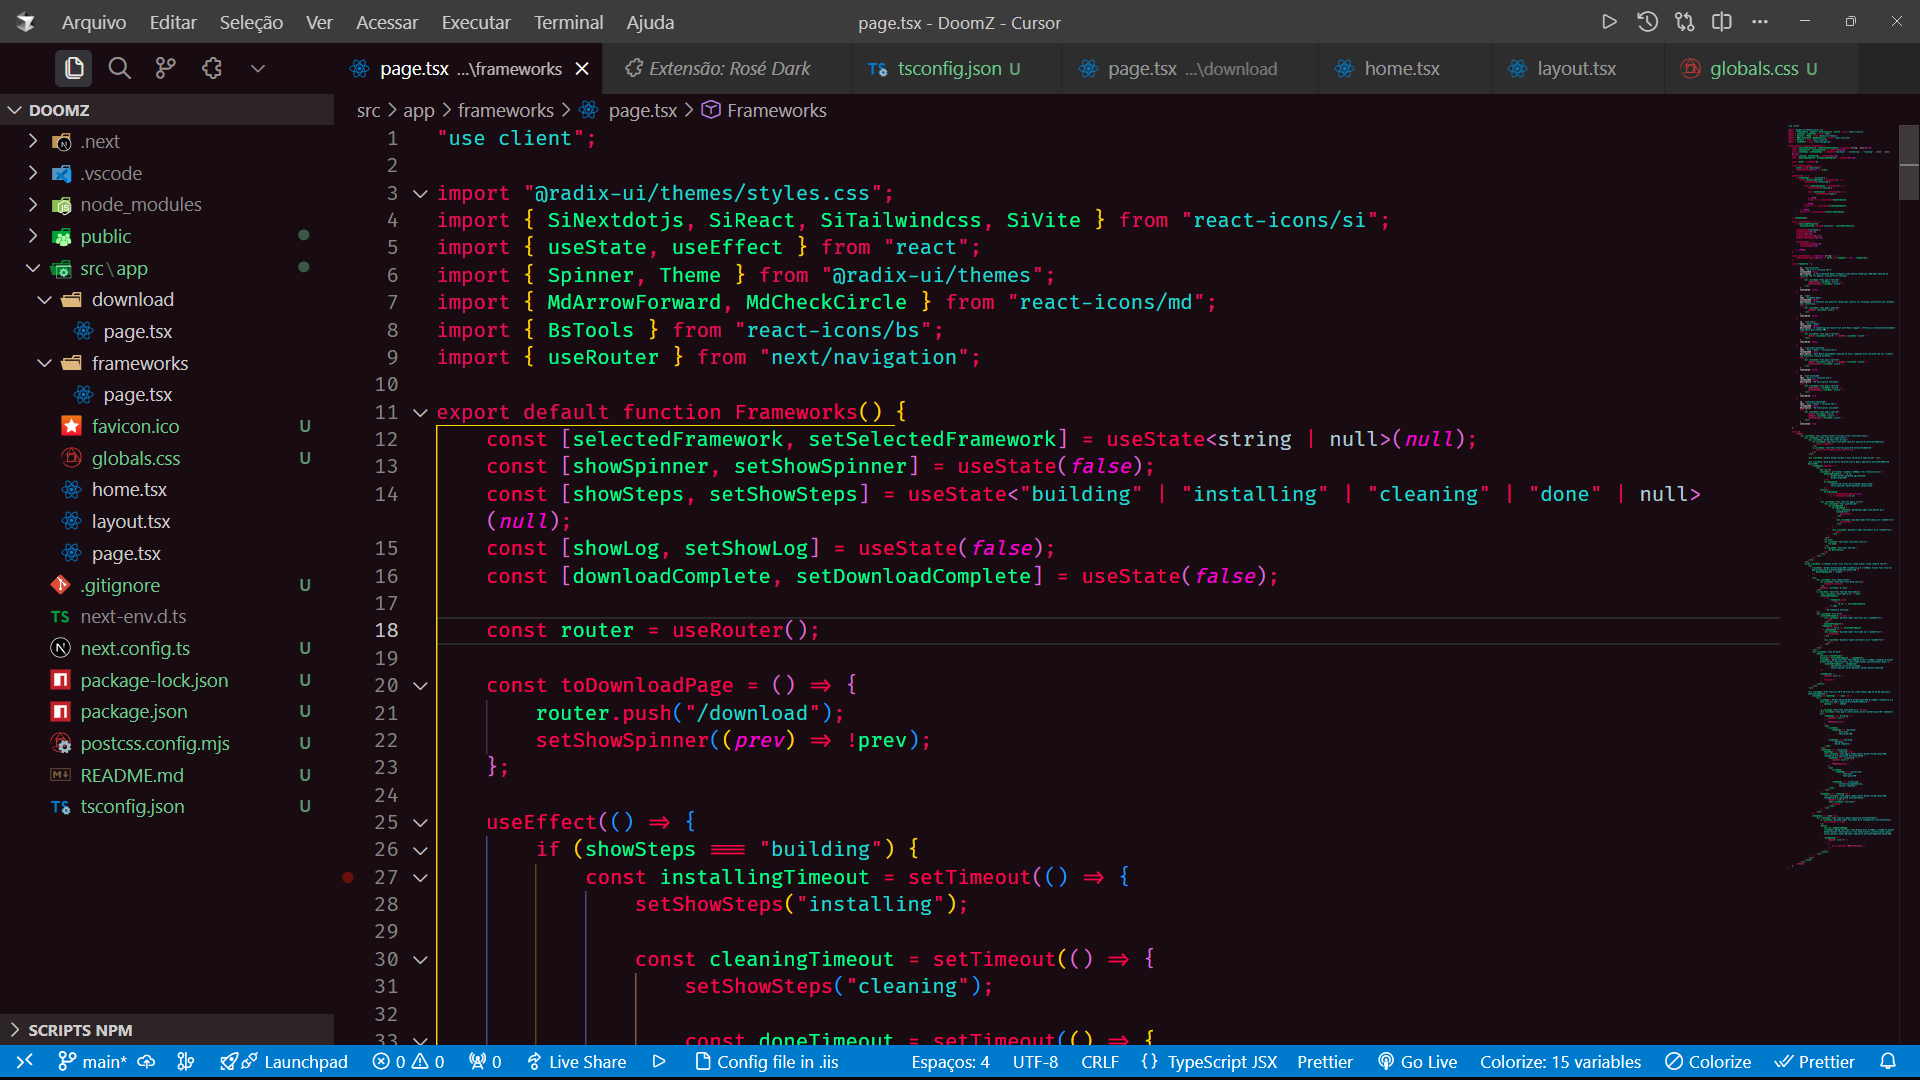 Arquivo Editar Seleção Ver Acessar Executar Terminal Ajuda
page.tsx - DoomZ - Cursor
page.tsx ...\frameworks
Extensão: Rosé Dark
tsconfig.json U
page.tsx ...\download
home.tsx
layout.tsx
globals.css U
DOOMZ
.next
.vscode
node_modules
public
src\app
download
page.tsx
frameworks
page.tsx
favicon.ico U
globals.css U
home.tsx
layout.tsx
page.tsx
.gitignore U
TS next-env.d.ts
next.config.ts U
package-lock.json U
package.json U
postcss.config.mjs U
README.md U
TS tsconfig.json U
SCRIPTS NPM
src > app > frameworks > page.tsx > Frameworks
1 "use client";
2
3 import "@radix-ui/themes/styles.css";
4 import { SiNextdotjs, SiReact, SiTailwindcss, SiVite } from "react-icons/si";
5 import { useState, useEffect } from "react";
6 import { Spinner, Theme } from "@radix-ui/themes";
7 import { MdArrowForward, MdCheckCircle } from "react-icons/md";
8 import { BsTools } from "react-icons/bs";
9 import { useRouter } from "next/navigation";
10
11 export default function Frameworks() {
12 const [selectedFramework, setSelectedFramework] = useState<string | null>(null);
13 const [showSpinner, setShowSpinner] = useState(false);
14 const [showSteps, setShowSteps] = useState<"building" | "installing" | "cleaning" | "done" | null>
(null);
15 const [showLog, setShowLog] = useState(false);
16 const [downloadComplete, setDownloadComplete] = useState(false);
17
18 const router = useRouter();
19
20 const toDownloadPage = () => {
21 router.push("/download");
22 setShowSpinner((prev) => !prev);
23 };
24
25 useEffect(() => {
26 if (showSteps === "building") {
27 const installingTimeout = setTimeout(() => {
28 setShowSteps("installing");
29
30 const cleaningTimeout = setTimeout(() => {
31 setShowSteps("cleaning");
32
33 const doneTimeout = setTimeout(() => {
main* Launchpad 0 0 0 Live Share Config file in .iis Espaços: 4 UTF-8 CRLF {} TypeScript JSX Prettier Go Live Colorize: 15 variables Colorize Prettier